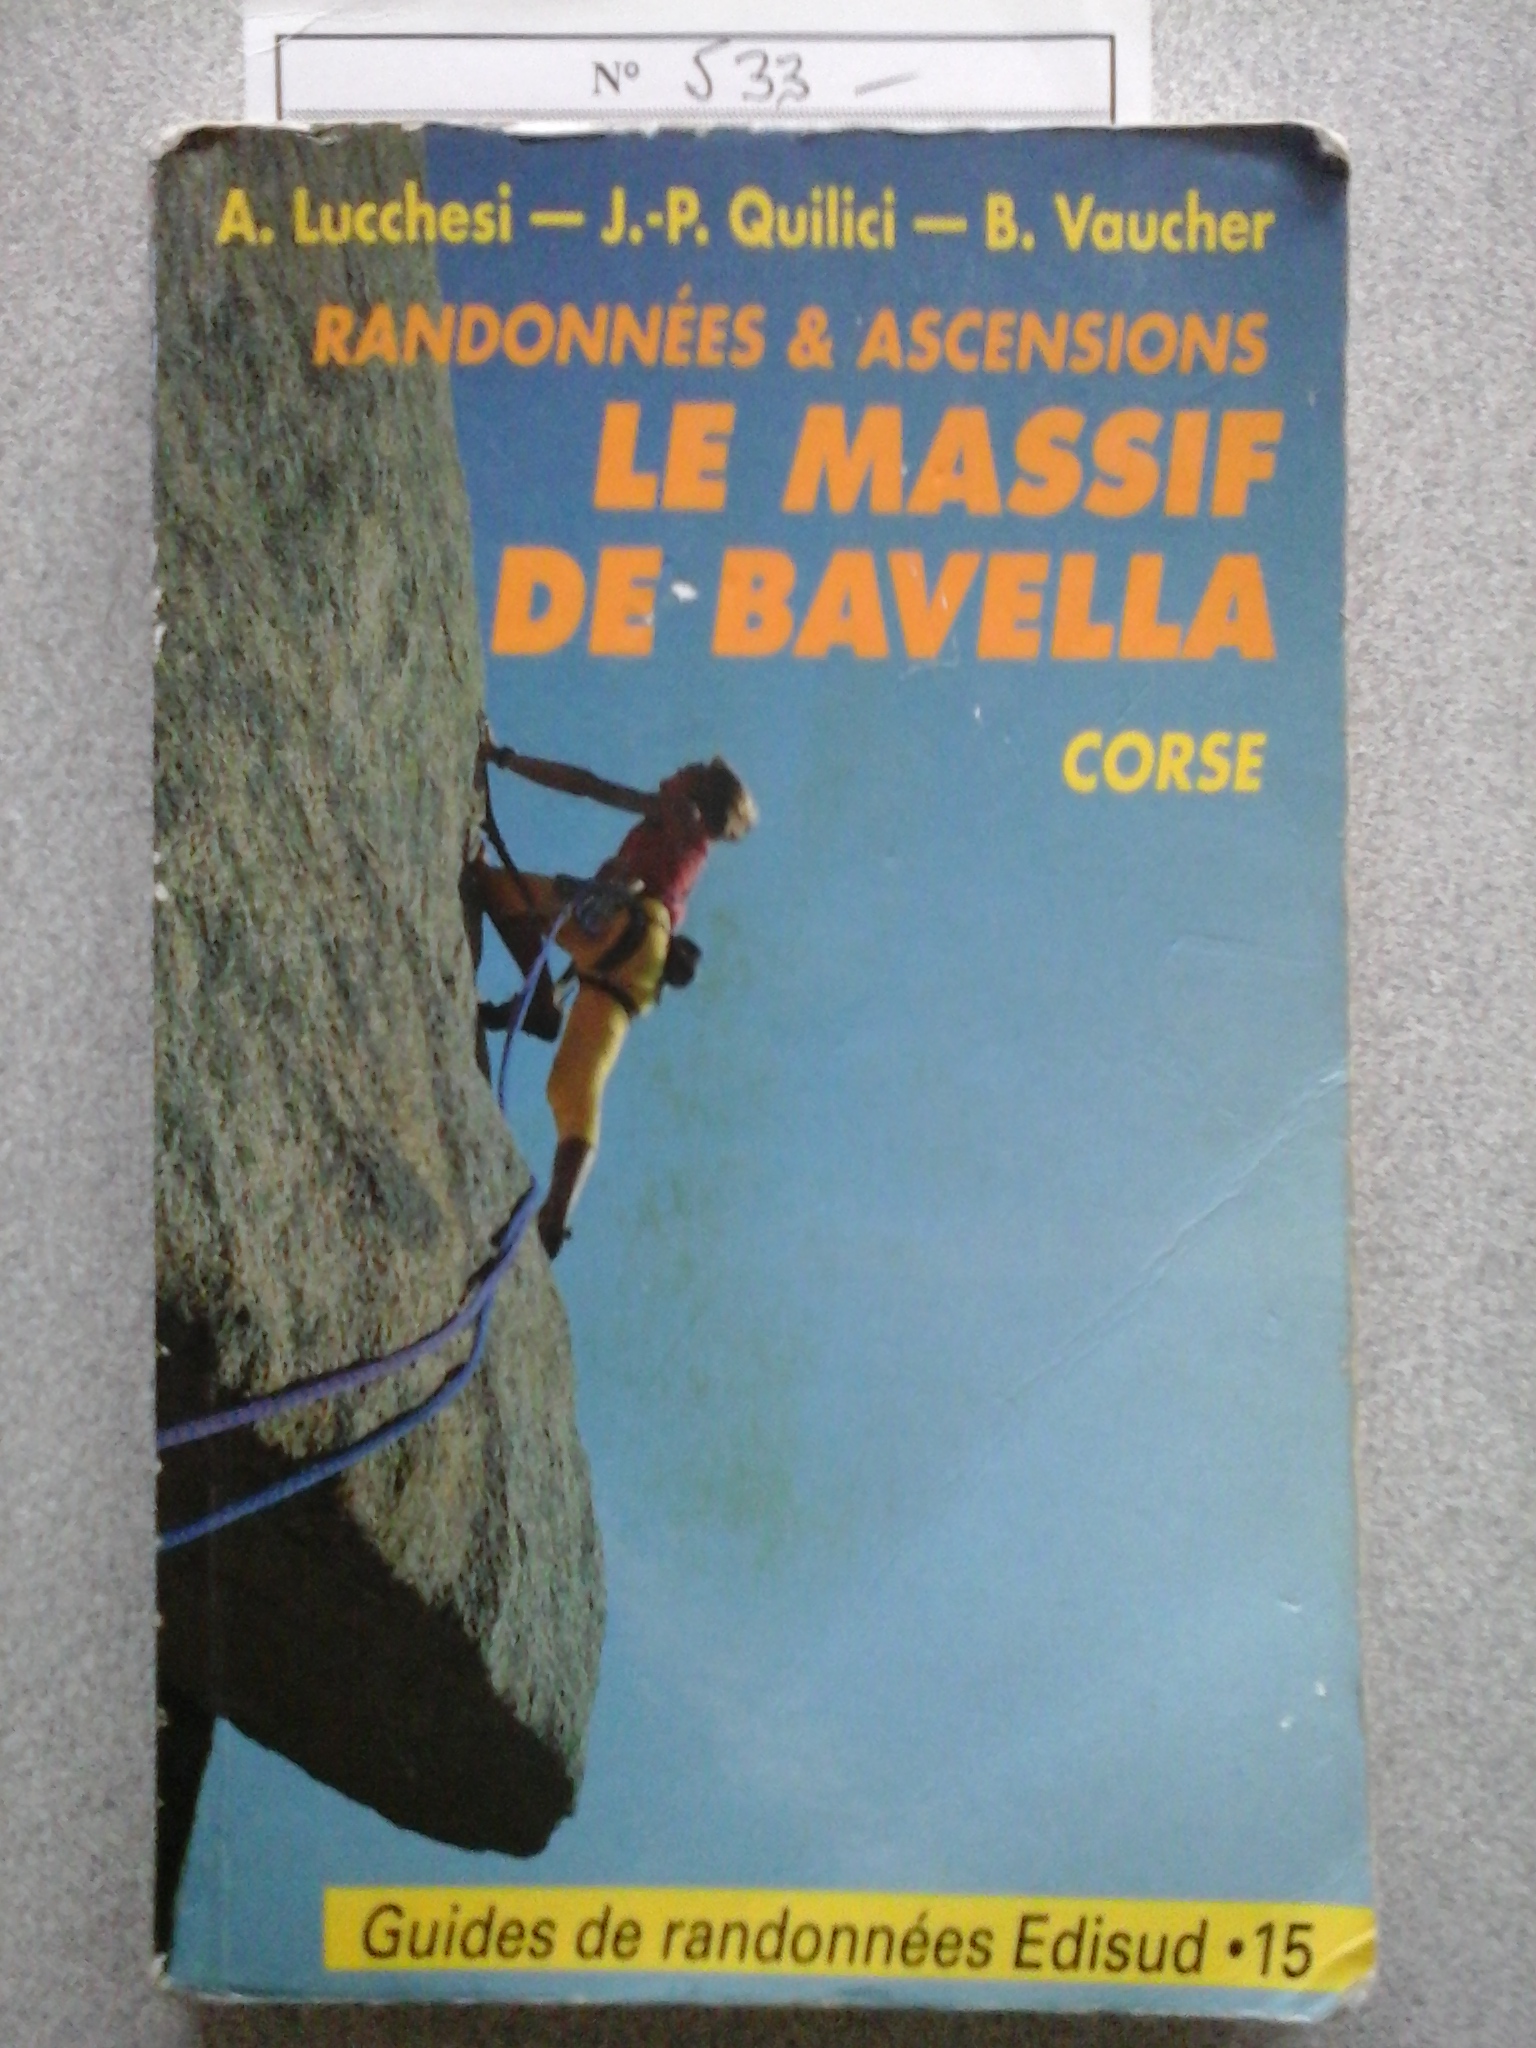 N° 533 –
A. Lucchesi — J.-P. Quilici — B. Vaucher
RANDONNÉES & ASCENSIONS
LE MASSIF
DE BAVELLA
CORSE
Guides de randonnées Edisud • 15